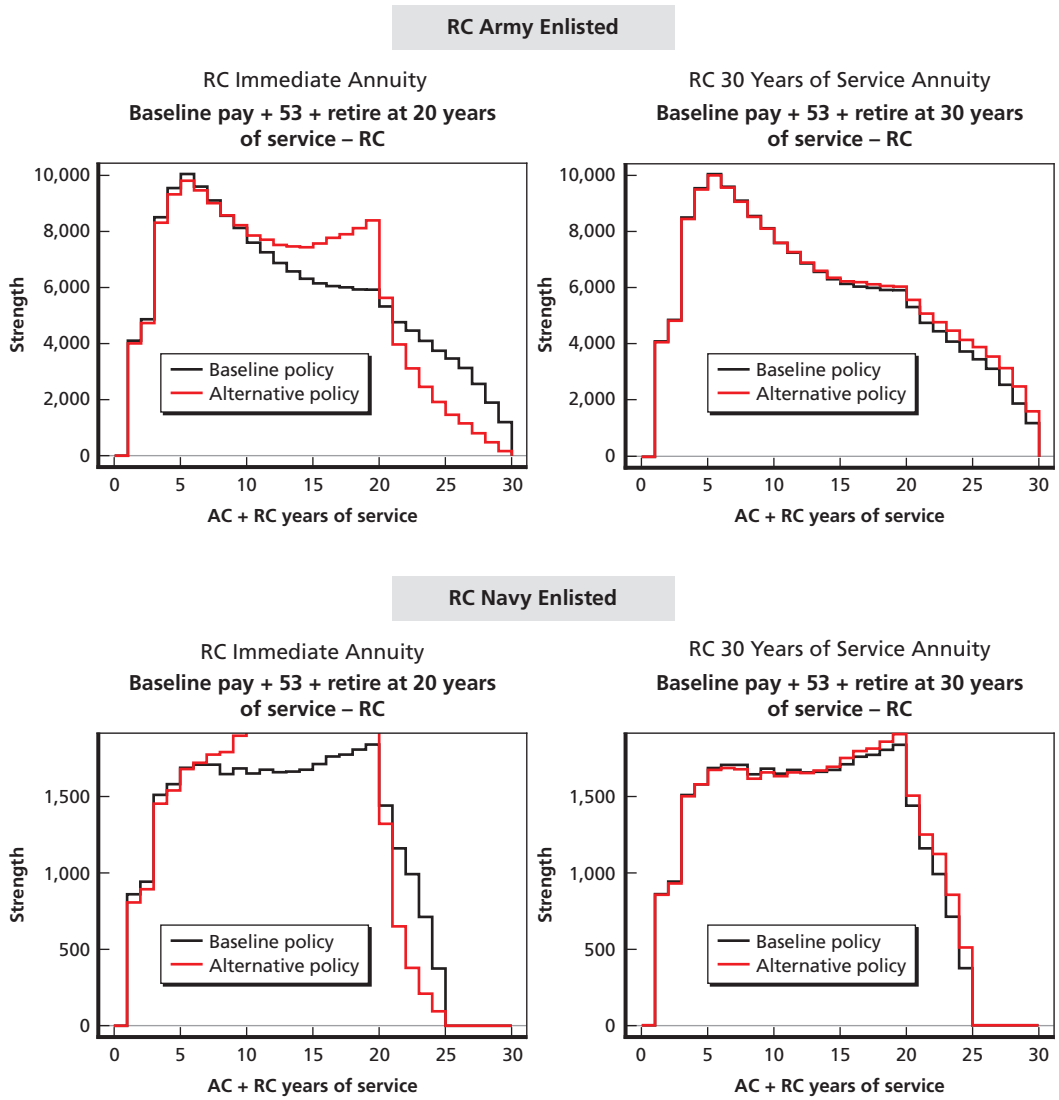 RC Army Enlisted
RC Immediate Annuity
Baseline pay + 53 + retire at 20 years
of service – RC
10,000
8,000
6,000
4,000
2,000
0
Strength
Baseline policy
Alternative policy
0 5 10 15 20 25 30
AC + RC years of service
RC 30 Years of Service Annuity
Baseline pay + 53 + retire at 30 years
of service – RC
10,000
8,000
6,000
4,000
2,000
0
Strength
Baseline policy
Alternative policy
0 5 10 15 20 25 30
AC + RC years of service
RC Navy Enlisted
RC Immediate Annuity
Baseline pay + 53 + retire at 20 years
of service – RC
1,500
1,000
500
0
Strength
Baseline policy
Alternative policy
0 5 10 15 20 25 30
AC + RC years of service
RC 30 Years of Service Annuity
Baseline pay + 53 + retire at 30 years
of service – RC
1,500
1,000
500
0
Strength
Baseline policy
Alternative policy
0 5 10 15 20 25 30
AC + RC years of service